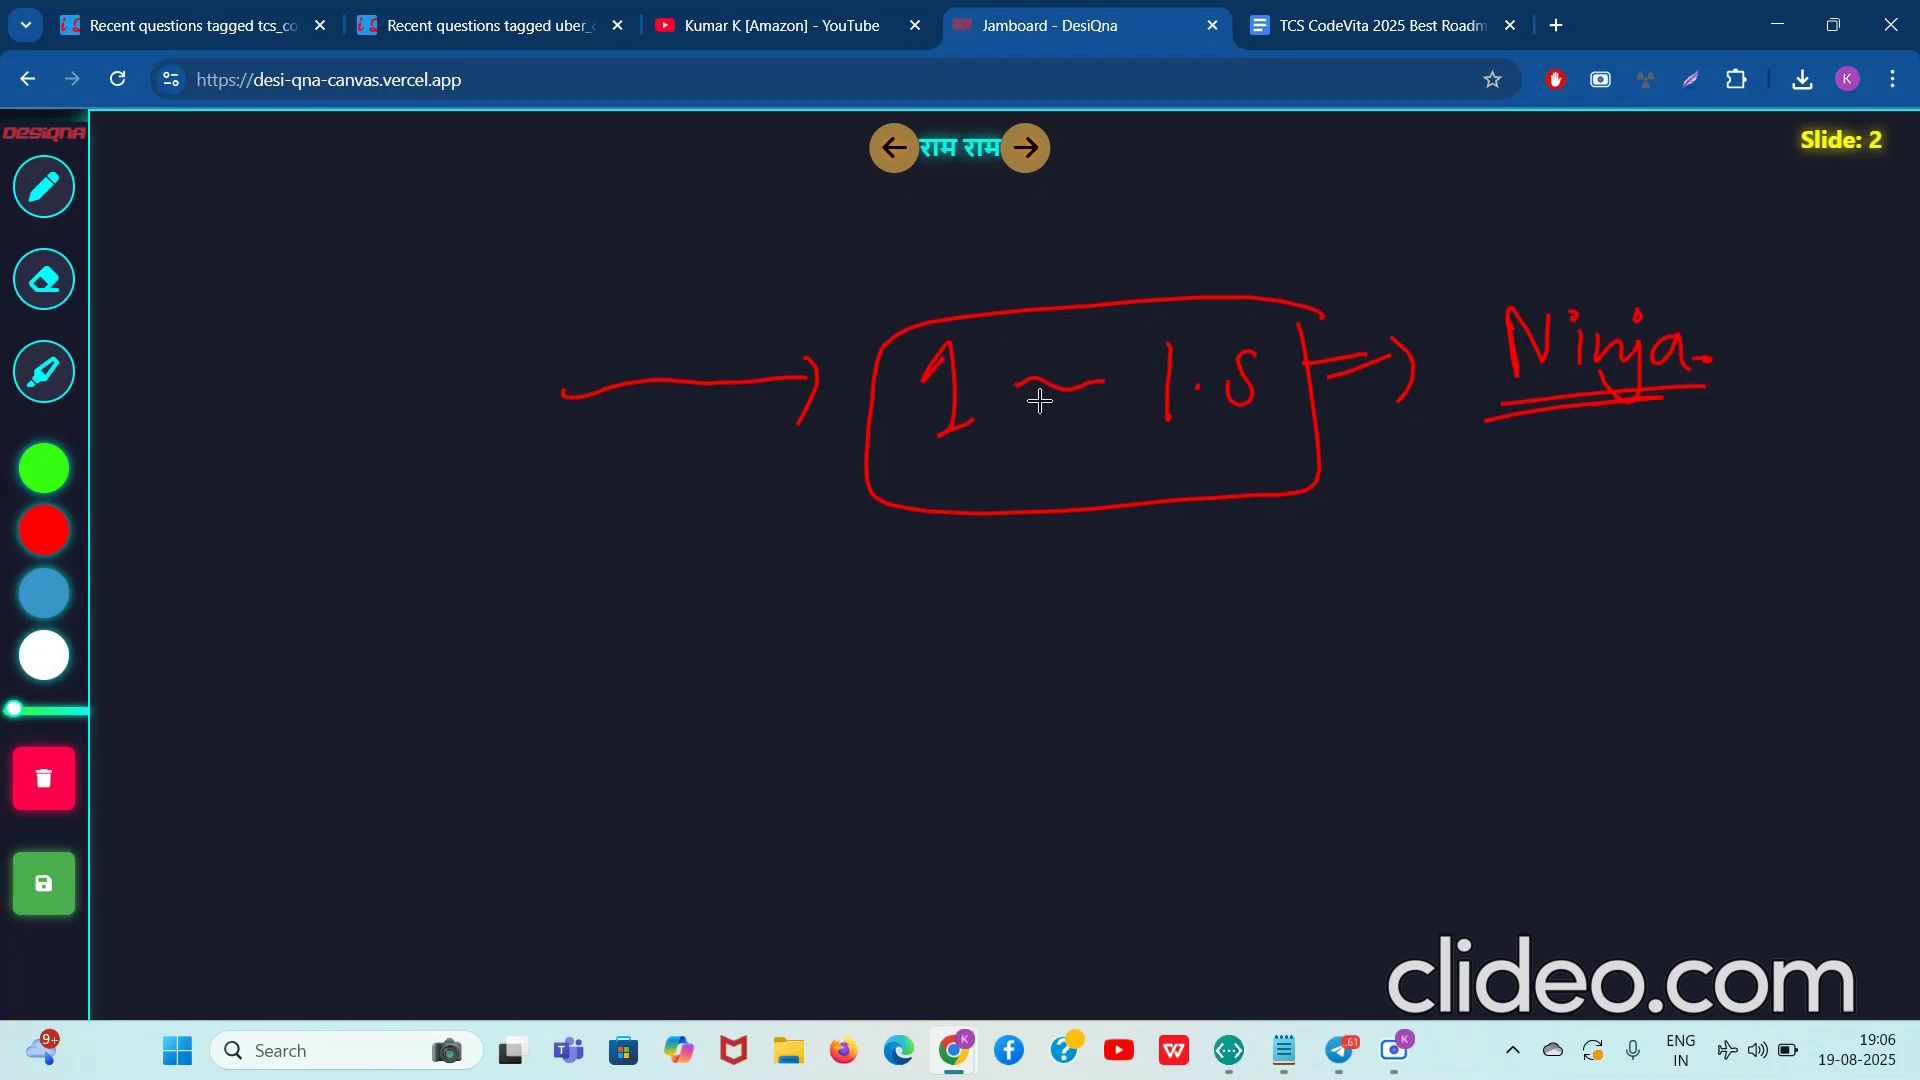 Recent questions tagged tcs_co
Recent questions tagged uber_
Kumar K [Amazon] - YouTube
Jamboard - DesiQna
TCS CodeVita 2025 Best Roadm
https://desi-qna-canvas.vercel.app
K
DESIQNA
राम राम
Slide: 2
1 ~ 1.5
Ninja
clideo.com
9+
Search
K
61
K
ENG
IN
19:06
19-08-2025